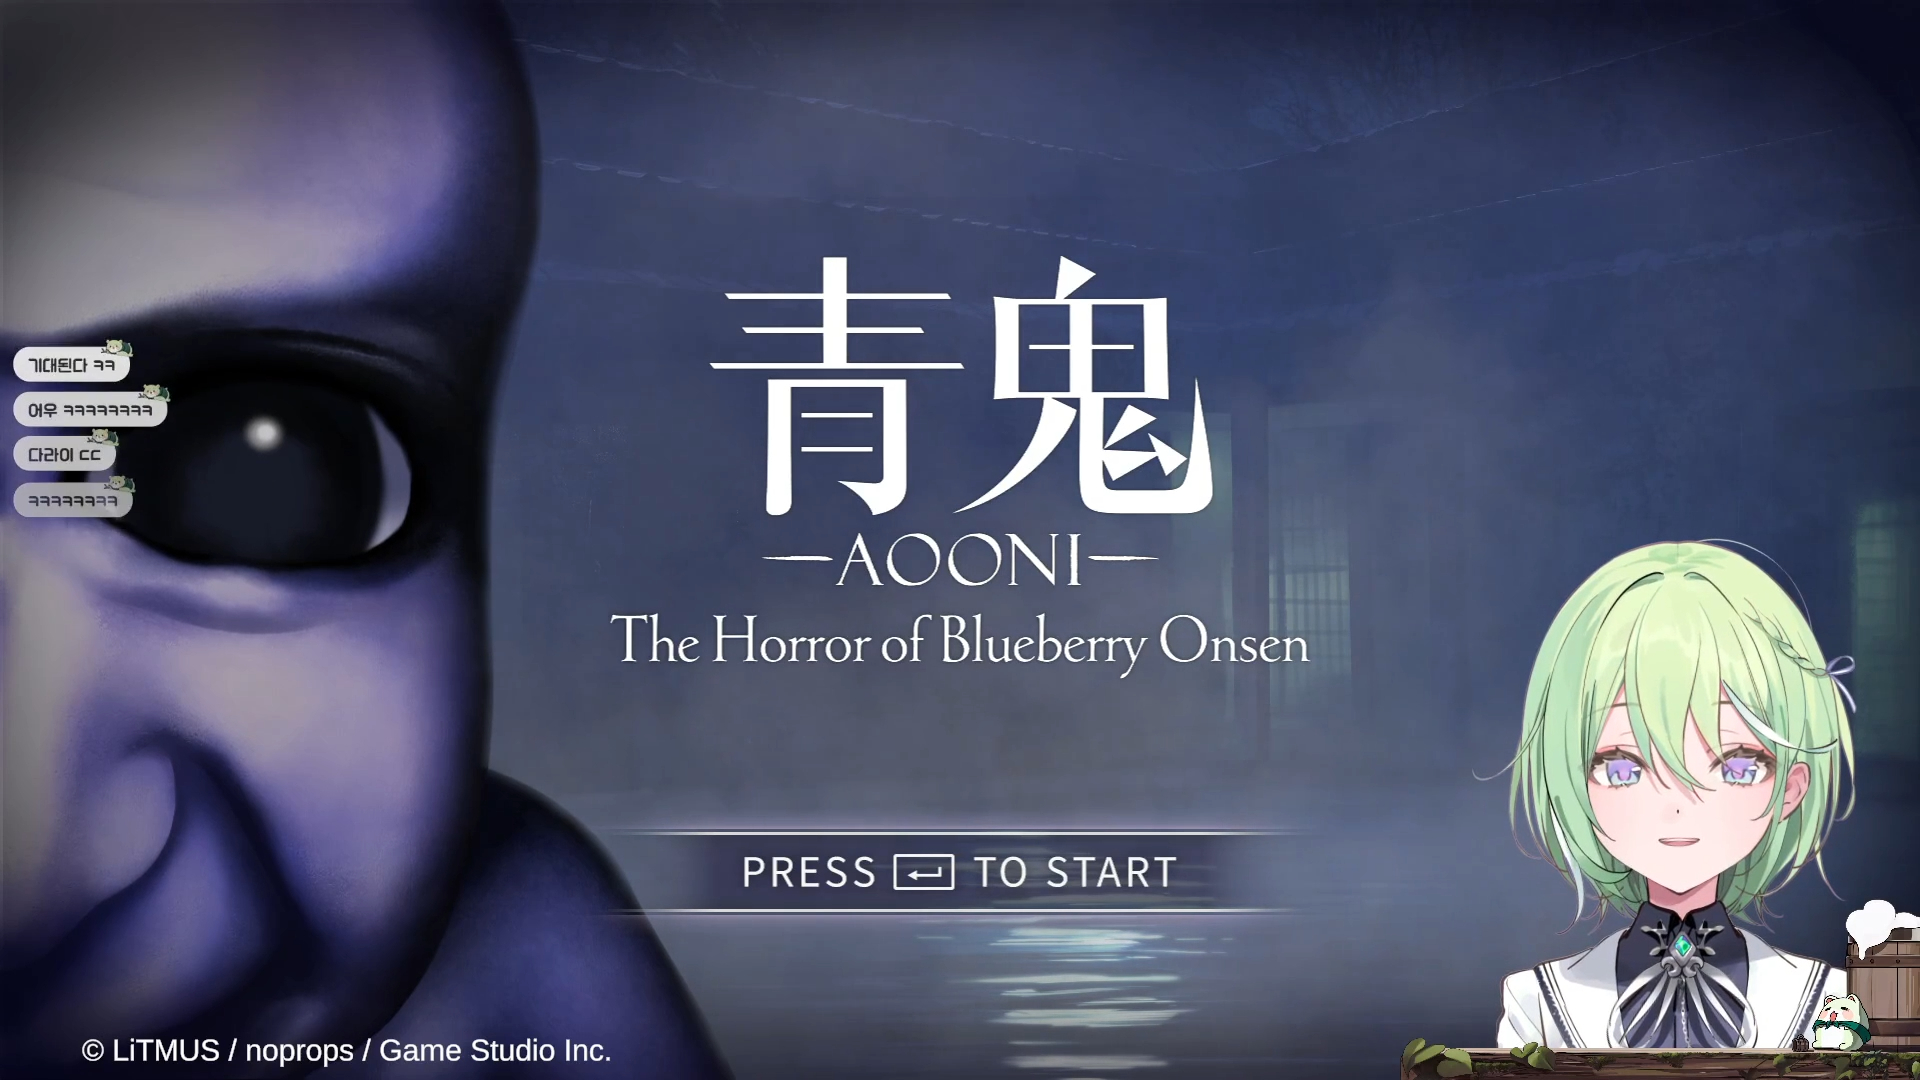 기대된다 ㅋㅋ
어우 ㅋㅋㅋㅋㅋㅋㅋㅋ
다라이 ㄷㄷ
ㅋㅋㅋㅋㅋㅋㅋㅋ
青鬼
AOONI
The Horror of Blueberry Onsen
PRESS TO START
© LiTMUS / noprops / Game Studio Inc.